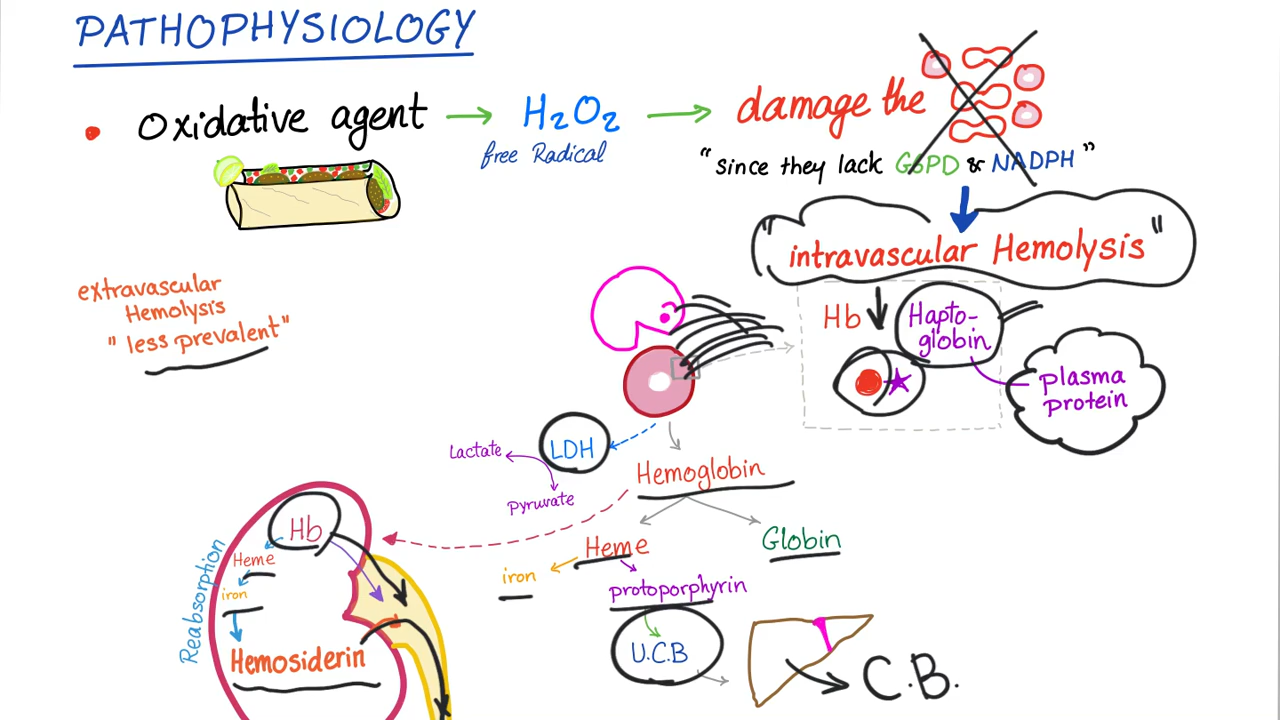 PATHOPHYSIOLOGY
• Oxidative agent → H₂O₂ → damage the
free Radical
"since they lack G6PD & NADPH"
"intravascular Hemolysis"
extravascular
Hemolysis
"less prevalent"
Hb
Hapto-
globin
plasma
protein
LDH
Lactate
Pyruvate
Hemoglobin
Heme
Globin
iron
protoporphyrin
U.C.B
C.B.
Hb
Heme
iron
Reabsorption
Hemosiderin